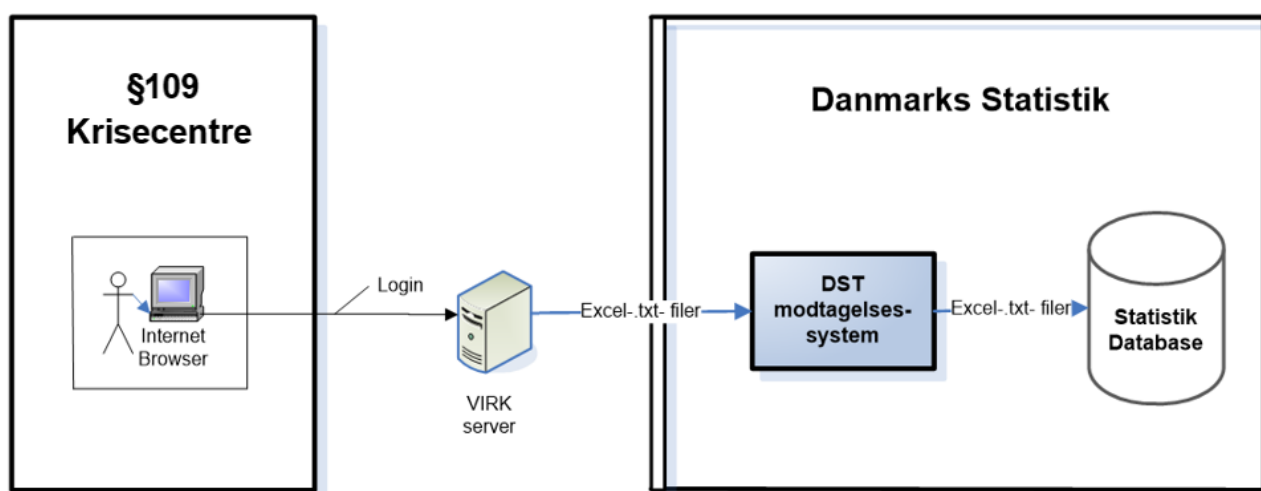 §109
Krisecentre
Internet
Browser
Login
VIRK
server
Excel-.txt- filer
Danmarks Statistik
DST
modtagelses-
system
Excel-.txt- filer
Statistik
Database